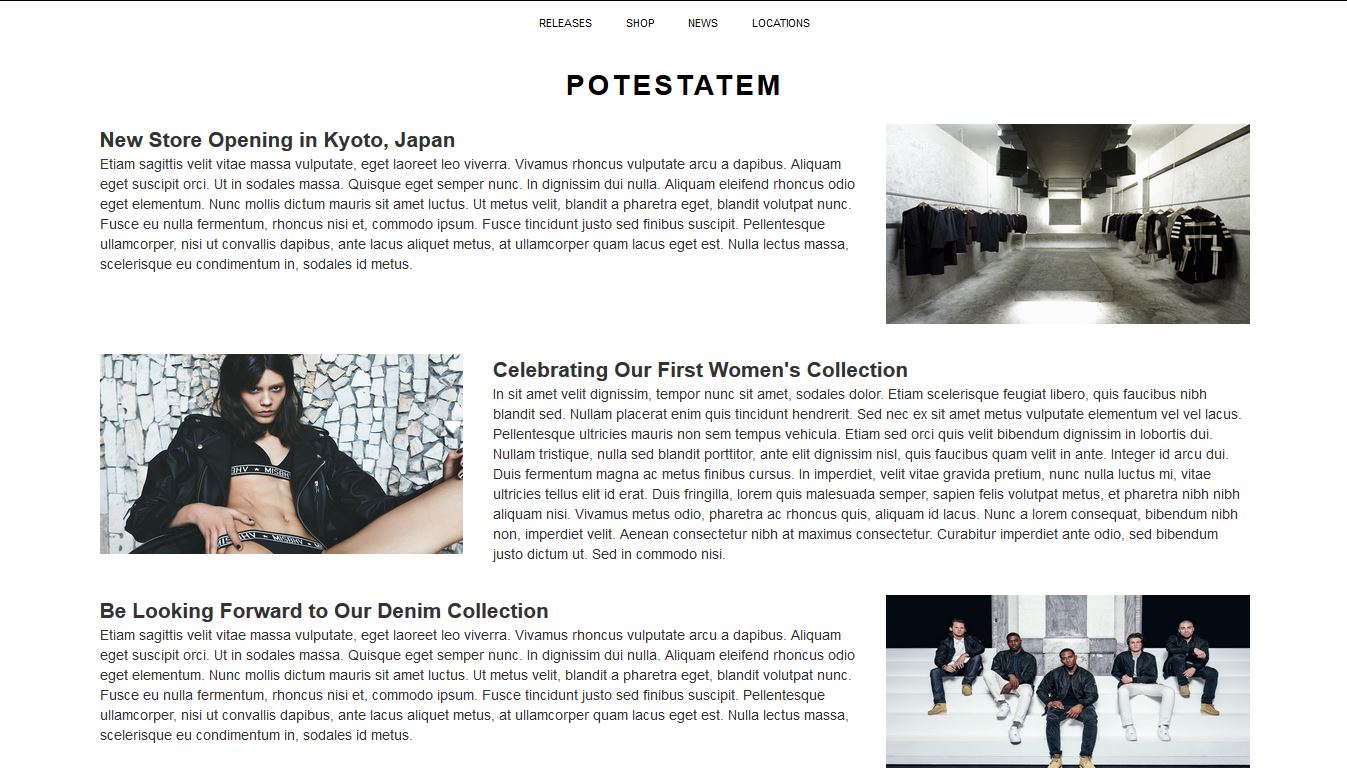 RELEASES SHOP NEWS LOCATIONS
POTESTATEM
New Store Opening in Kyoto, Japan
Etiam sagittis velit vitae massa vulputate, eget laoreet leo viverra. Vivamus rhoncus vulputate arcu a dapibus. Aliquam
eget suscipit orci. Ut in sodales massa. Quisque eget semper nunc. In dignissim dui nulla. Aliquam eleifend rhoncus odio
eget elementum. Nunc mollis dictum mauris sit amet luctus. Ut metus velit, blandit a pharetra eget, blandit volutpat nunc.
Fusce eu nulla fermentum, rhoncus nisi et, commodo ipsum. Fusce tincidunt justo sed finibus suscipit. Pellentesque
ullamcorper, nisi ut convallis dapibus, ante lacus aliquet metus, at ullamcorper quam lacus eget est. Nulla lectus massa,
scelerisque eu condimentum in, sodales id metus.
BHV ★ MISBH
MISBHV ★ MISBHV
Celebrating Our First Women's Collection
In sit amet velit dignissim, tempor nunc sit amet, sodales dolor. Etiam scelerisque feugiat libero, quis faucibus nibh
blandit sed. Nullam placerat enim quis tincidunt hendrerit. Sed nec ex sit amet metus vulputate elementum vel vel lacus.
Pellentesque ultricies mauris non sem tempus vehicula. Etiam sed orci quis velit bibendum dignissim in lobortis dui.
Nullam tristique, nulla sed blandit porttitor, ante elit dignissim nisl, quis faucibus quam velit in ante. Integer id arcu dui.
Duis fermentum magna ac metus finibus cursus. In imperdiet, velit vitae gravida pretium, nunc nulla luctus mi, vitae
ultricies tellus elit id erat. Duis fringilla, lorem quis malesuada semper, sapien felis volutpat metus, et pharetra nibh nibh
aliquam nisi. Vivamus metus odio, pharetra ac rhoncus quis, aliquam id lacus. Nunc a lorem consequat, bibendum nibh
non, imperdiet velit. Aenean consectetur nibh at maximus consectetur. Curabitur imperdiet ante odio, sed bibendum
justo dictum ut. Sed in commodo nisi.
Be Looking Forward to Our Denim Collection
Etiam sagittis velit vitae massa vulputate, eget laoreet leo viverra. Vivamus rhoncus vulputate arcu a dapibus. Aliquam
eget suscipit orci. Ut in sodales massa. Quisque eget semper nunc. In dignissim dui nulla. Aliquam eleifend rhoncus odio
eget elementum. Nunc mollis dictum mauris sit amet luctus. Ut metus velit, blandit a pharetra eget, blandit volutpat nunc.
Fusce eu nulla fermentum, rhoncus nisi et, commodo ipsum. Fusce tincidunt justo sed finibus suscipit. Pellentesque
ullamcorper, nisi ut convallis dapibus, ante lacus aliquet metus, at ullamcorper quam lacus eget est. Nulla lectus massa,
scelerisque eu condimentum in, sodales id metus.